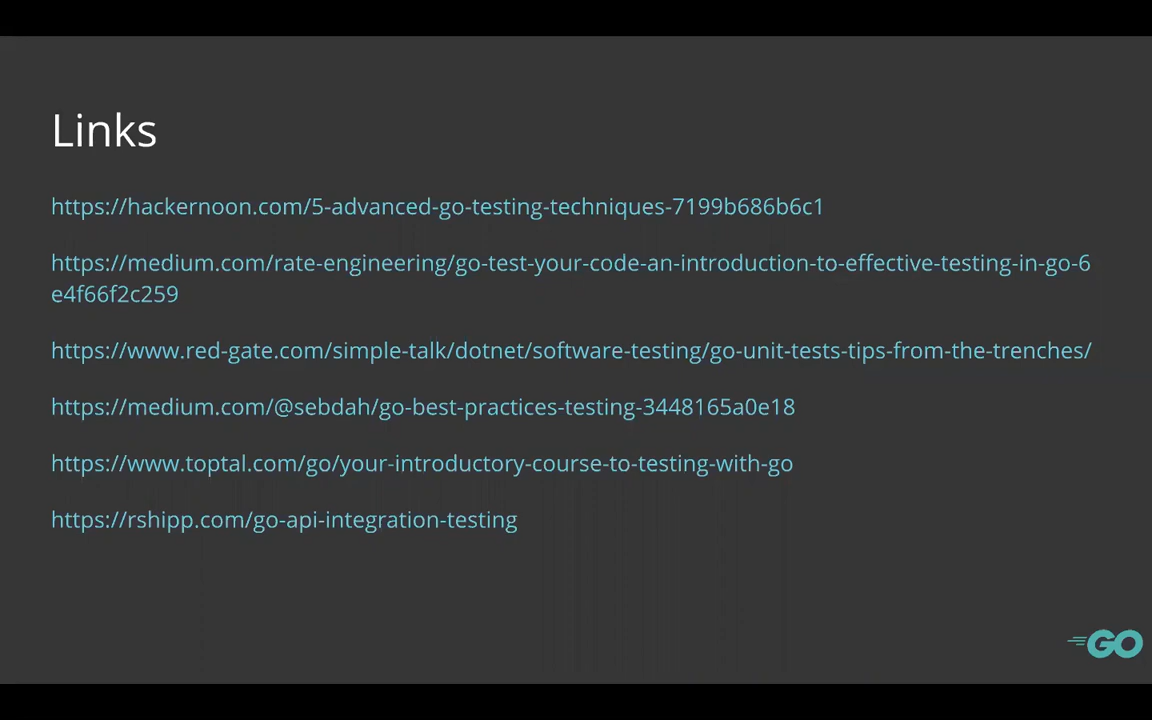 Links
https://hackernoon.com/5-advanced-go-testing-techniques-7199b686b6c1
https://medium.com/rate-engineering/go-test-your-code-an-introduction-to-effective-testing-in-go-6
e4f66f2c259
https://www.red-gate.com/simple-talk/dotnet/software-testing/go-unit-tests-tips-from-the-trenches/
https://medium.com/@sebdah/go-best-practices-testing-3448165a0e18
https://www.toptal.com/go/your-introductory-course-to-testing-with-go
https://rshipp.com/go-api-integration-testing
GO